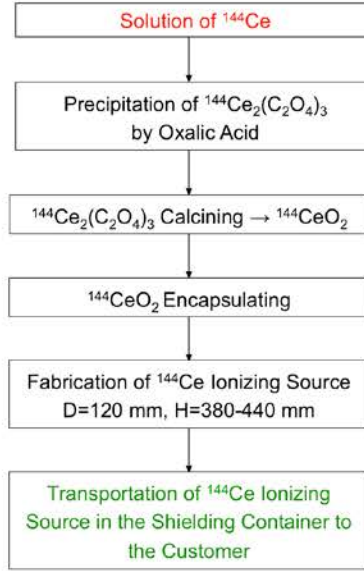 Solution of ¹⁴⁴Ce
Precipitation of ¹⁴⁴Ce₂(C₂O₄)₃
by Oxalic Acid
¹⁴⁴Ce₂(C₂O₄)₃ Calcining → ¹⁴⁴CeO₂
¹⁴⁴CeO₂ Encapsulating
Fabrication of ¹⁴⁴Ce Ionizing Source
D=120 mm, H=380-440 mm
Transportation of ¹⁴⁴Ce Ionizing
Source in the Shielding Container to
the Customer